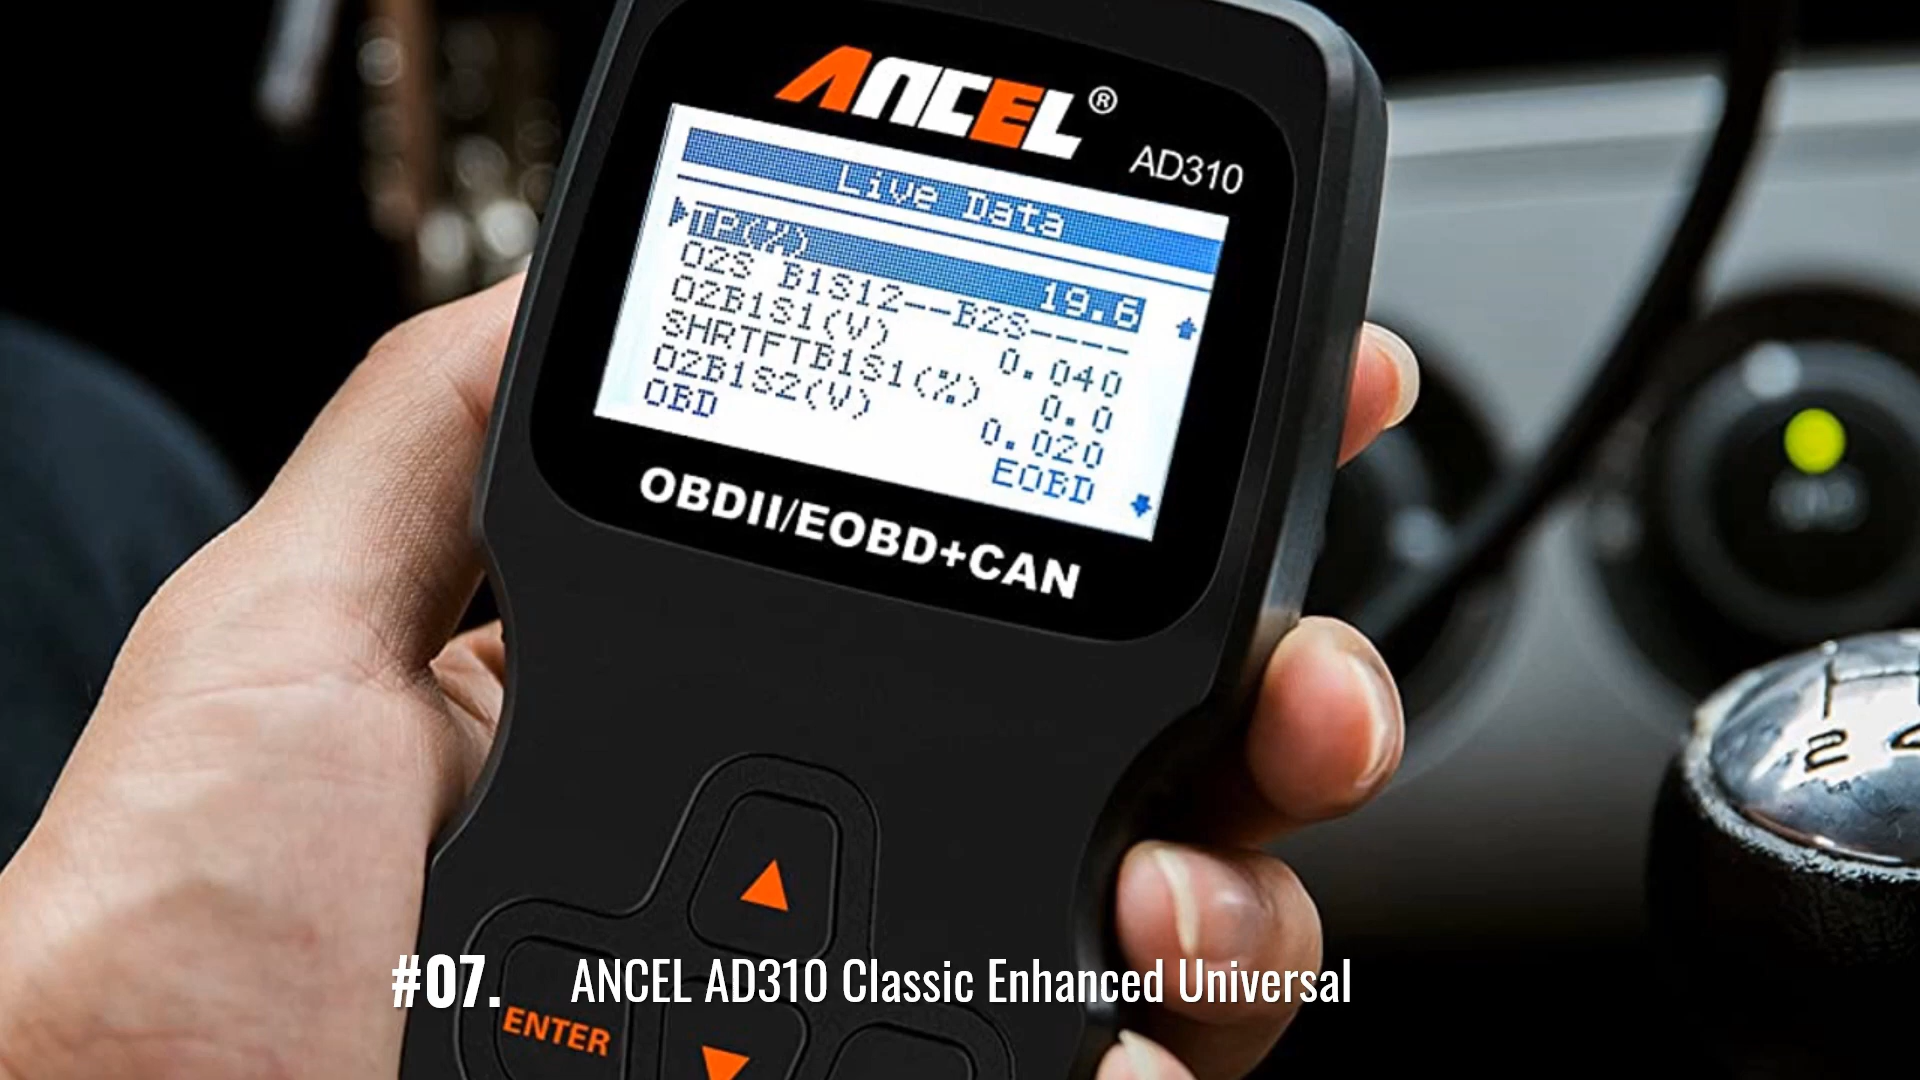 ANCEL®
AD310
Live Data
TP(%) 19.6
O2S B1S12--B2S----
O2B1S1(V) 0.040
SHRTFTB1S1(%) 0.0
O2B1S2(V) 0.020
OBD EOBD
OBDII/EOBD+CAN
2
#07. ANCEL AD310 Classic Enhanced Universal
ENTER